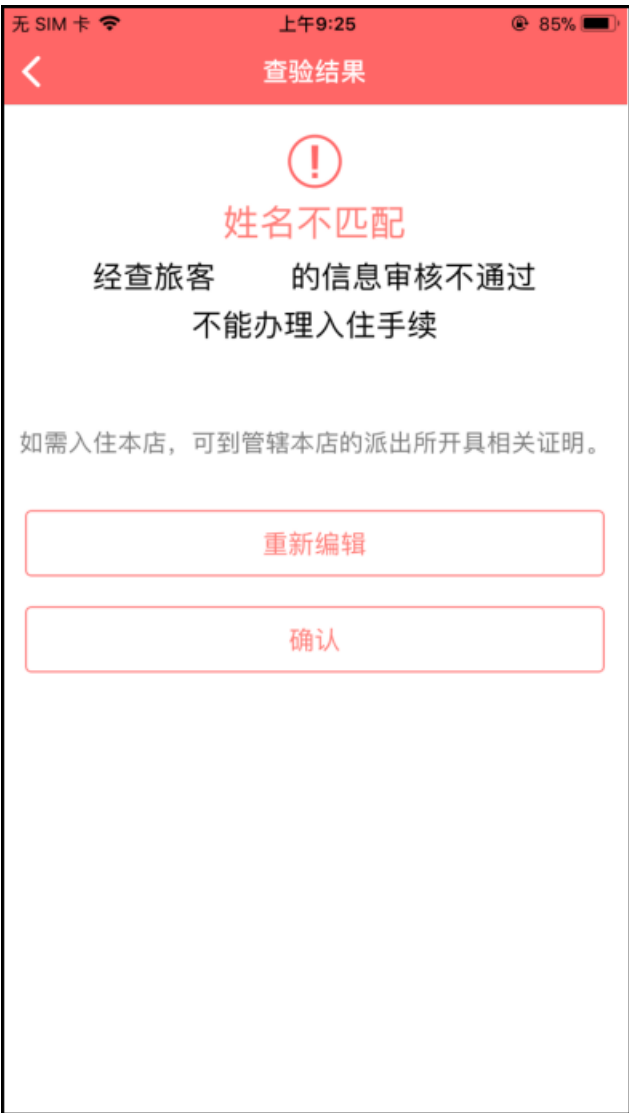 无 SIM 卡 上午9:25 85%
查验结果
姓名不匹配
经查旅客 的信息审核不通过
不能办理入住手续
如需入住本店，可到管辖本店的派出所开具相关证明。
重新编辑
确认